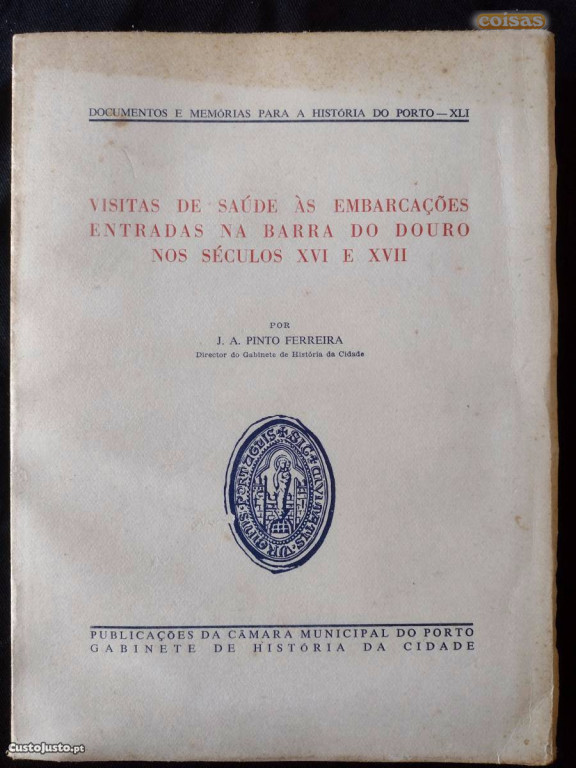 coisas
DOCUMENTOS E MEMÓRIAS PARA A HISTÓRIA DO PORTO — XLI
VISITAS DE SAÚDE ÀS EMBARCAÇÕES
ENTRADAS NA BARRA DO DOURO
NOS SÉCULOS XVI E XVII
POR
J. A. PINTO FERREIRA
Director do Gabinete de História da Cidade
PUBLICAÇÕES DA CÂMARA MUNICIPAL DO PORTO
GABINETE DE HISTÓRIA DA CIDADE
CustoJusto.pt